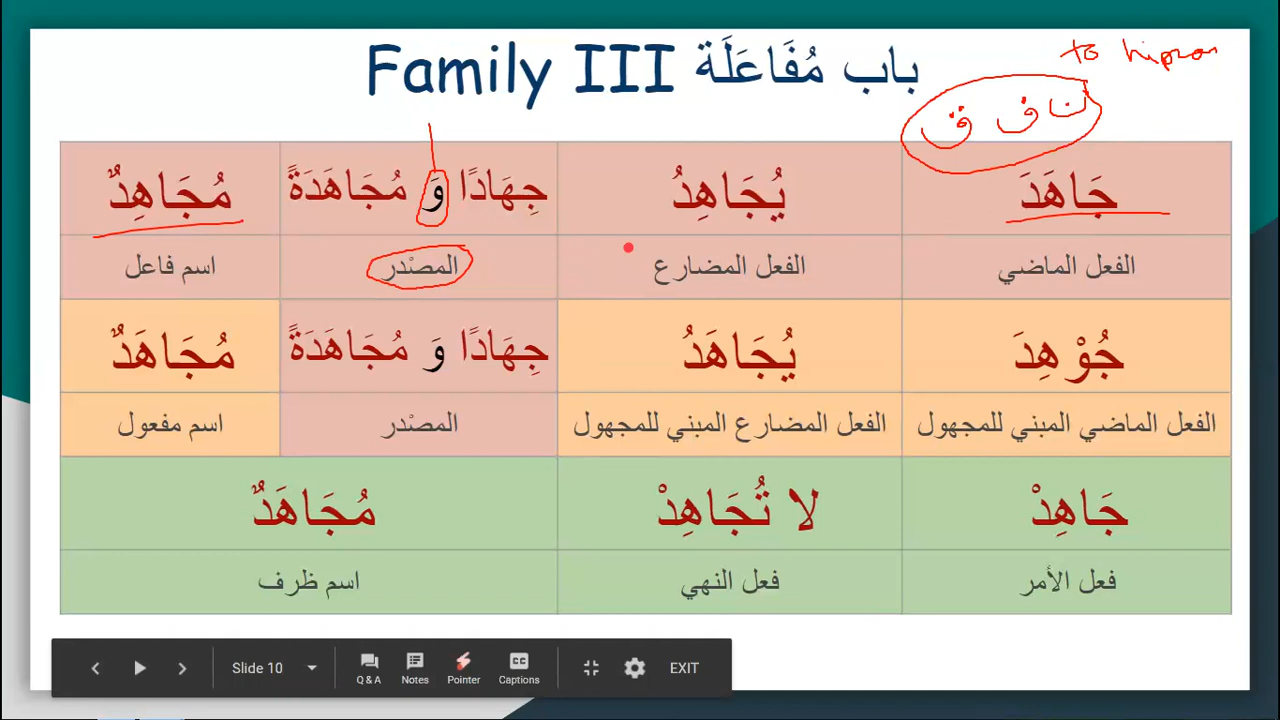 باب مُفَاعَلَة Family III
to
ن ف ق
جَاهَدَ يُجَاهِدُ جِهَادًا وَ مُجَاهَدَةً مُجَاهِدٌ
الفعل الماضي الفعل المضارع المصْدر اسم فاعل
جُوْهِدَ يُجَاهَدُ جِهَادًا وَ مُجَاهَدَةً مُجَاهَدٌ
الفعل الماضي المبني للمجهول الفعل المضارع المبني للمجهول المصْدر اسم مفعول
جَاهِدْ لا تُجَاهِدْ مُجَاهَدٌ
فعل الأمر فعل النهي اسم ظرف
Slide 10 Q & A Notes Pointer CC Captions EXIT